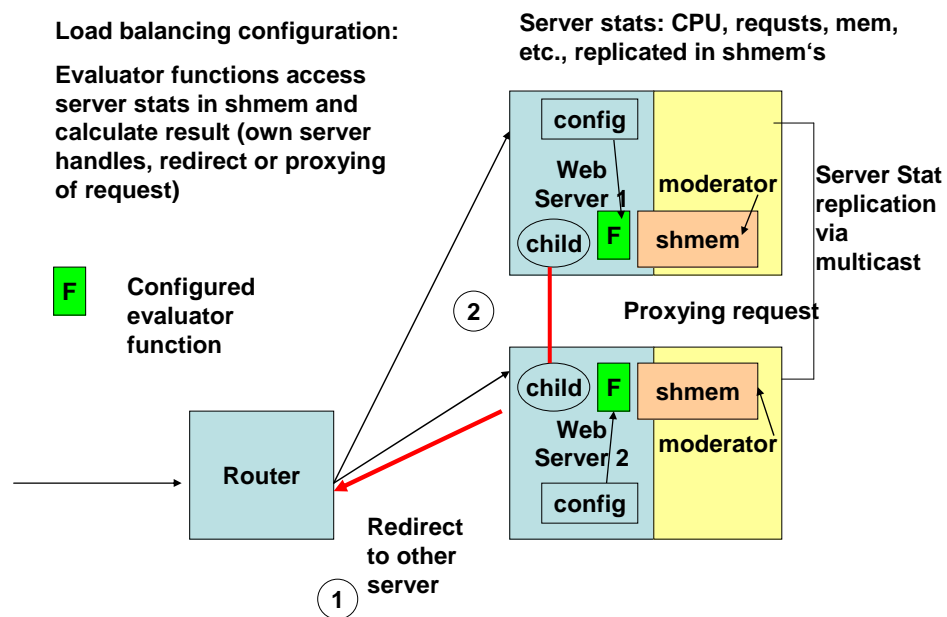 Load balancing configuration:
Evaluator functions access
server stats in shmem and
calculate result (own server
handles, redirect or proxying
of request)
Server stats: CPU, requsts, mem,
etc., replicated in shmem‘s
config
Web
Server 1
moderator
F
shmem
child
Server Stat
replication
via
multicast
F
Configured
evaluator
function
2
Proxying request
child
F
shmem
Web
Server 2
moderator
config
Router
Redirect
to other
server
1